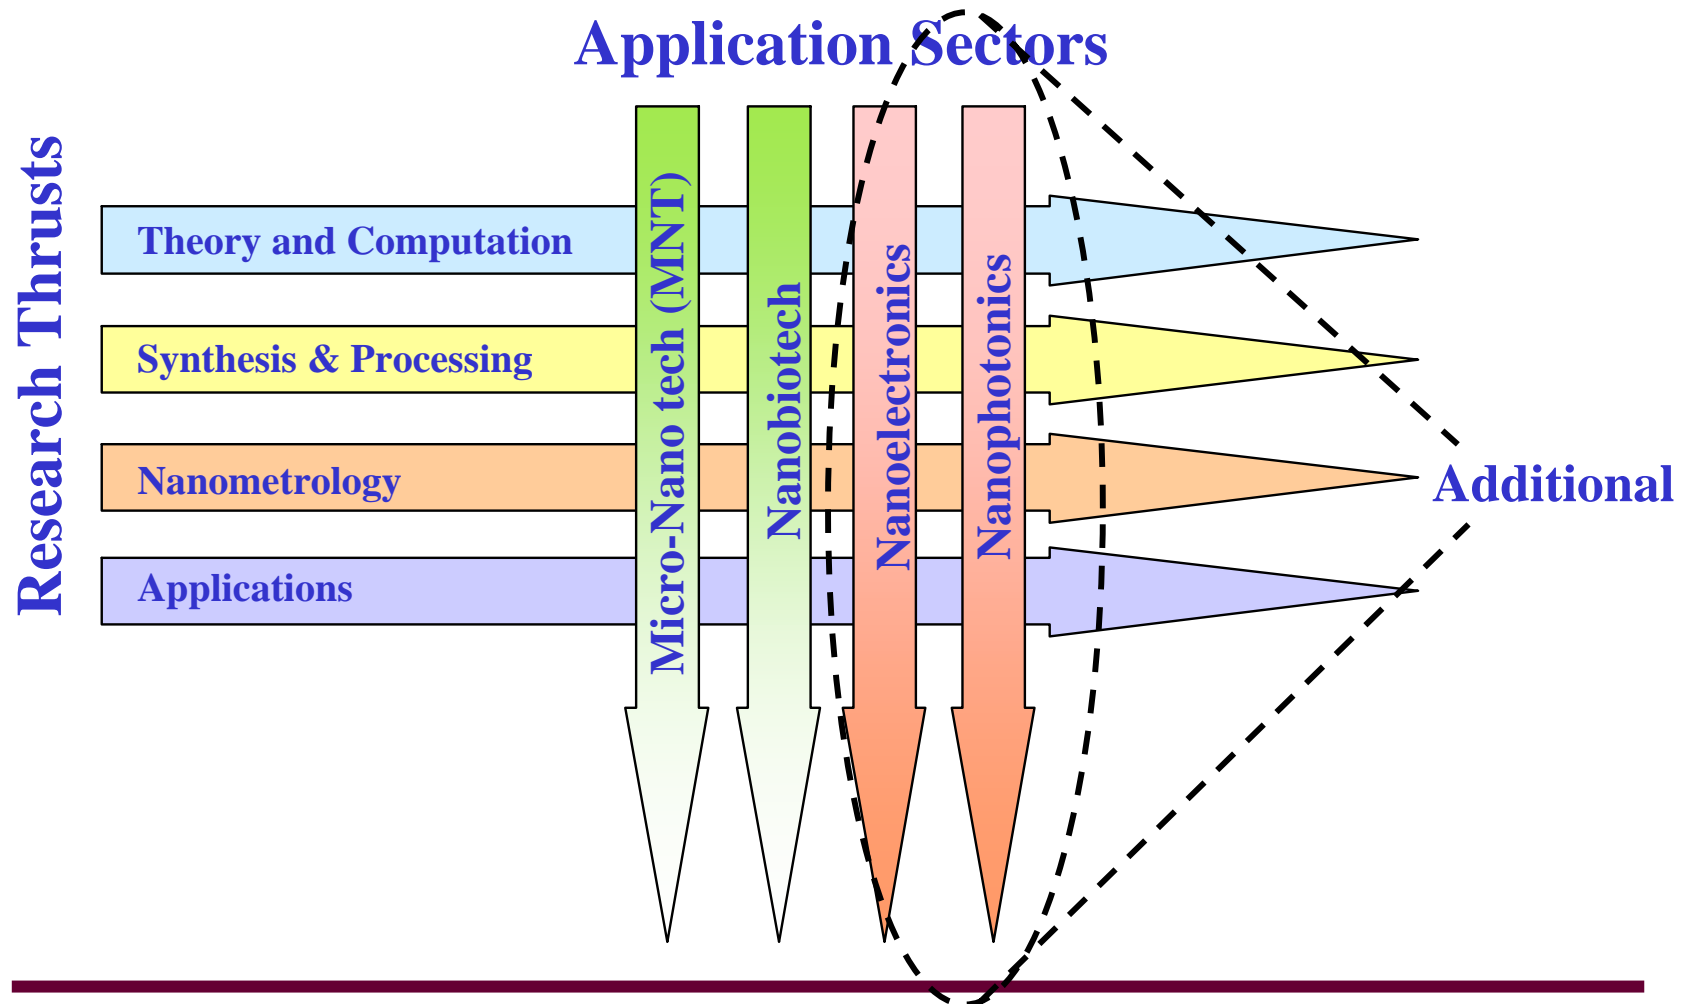 Application Sectors
Research Thrusts
Theory and Computation
Synthesis & Processing
Nanometrology
Applications
Micro-Nano tech (MNT)
Nanobiotech
Nanoelectronics
Nanophotonics
Additional